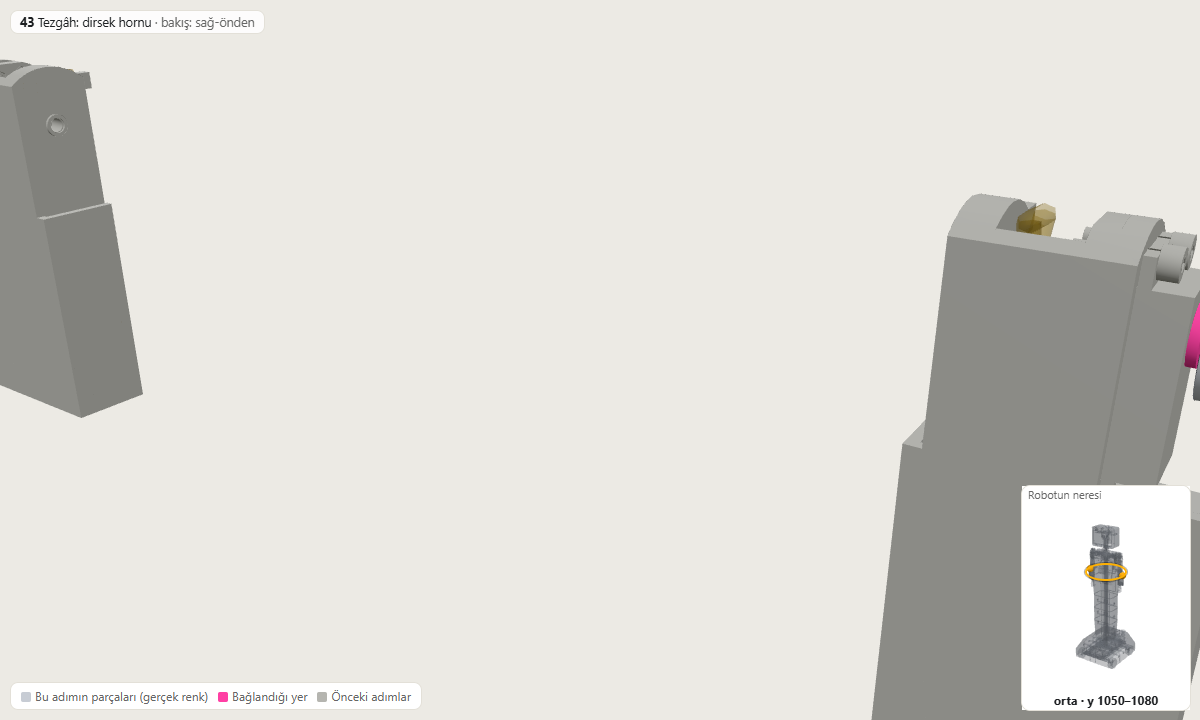 43 Tezgâh: dirsek hornu · bakış: sağ-önden
Robotun neresi
orta · y 1050–1080
Bu adımın parçaları (gerçek renk) Bağlandığı yer Önceki adımlar